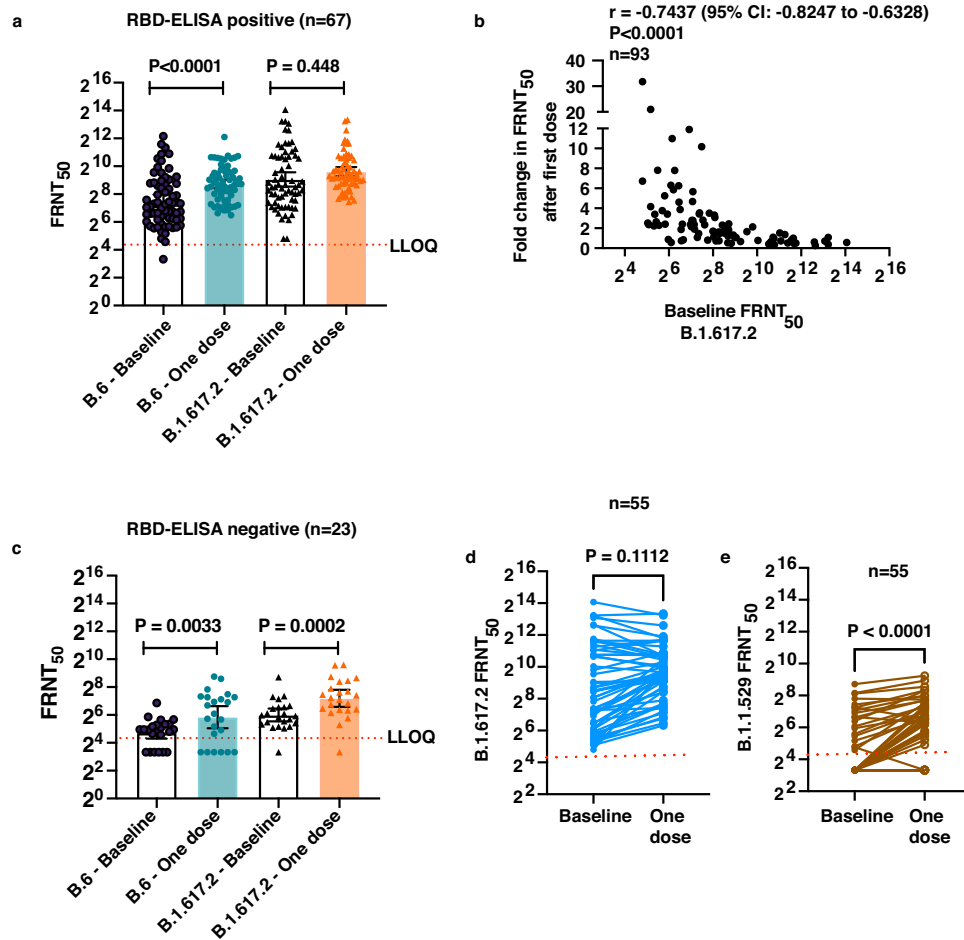 a
RBD-ELISA positive (n=67)
P<0.0001
P = 0.448
2^16
2^14
2^12
2^10
2^8
2^6
2^4
2^2
2^0
FRNT50
LLOQ
B.6 - Baseline
B.6 - One dose
B.1.617.2 - Baseline
B.1.617.2 - One dose
b
r = -0.7437 (95% CI: -0.8247 to -0.6328)
P<0.0001
n=93
Fold change in FRNT50
after first dose
40
30
20
12
10
8
6
4
2
0
2^4
2^6
2^8
2^10
2^12
2^14
2^16
Baseline FRNT50
B.1.617.2
c
RBD-ELISA negative (n=23)
P = 0.0033
P = 0.0002
2^16
2^14
2^12
2^10
2^8
2^6
2^4
2^2
2^0
FRNT50
LLOQ
B.6 - Baseline
B.6 - One dose
B.1.617.2 - Baseline
B.1.617.2 - One dose
n=55
d
P = 0.1112
B.1.617.2 FRNT50
2^16
2^14
2^12
2^10
2^8
2^6
2^4
2^2
Baseline
One
dose
e
n=55
P < 0.0001
B.1.1.529 FRNT50
2^16
2^14
2^12
2^10
2^8
2^6
2^4
2^2
Baseline
One
dose